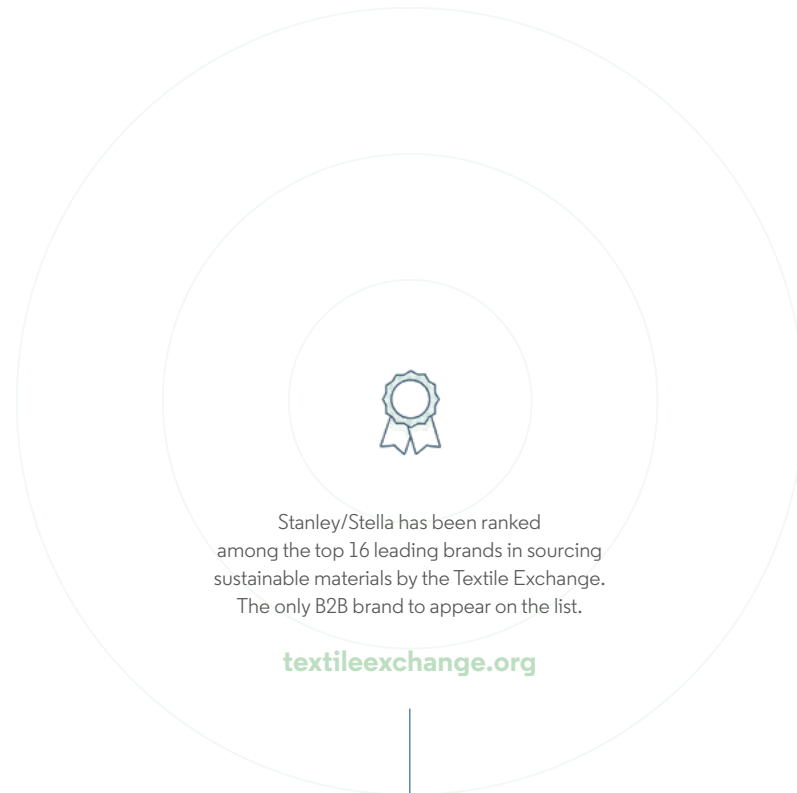 Stanley/Stella has been ranked
among the top 16 leading brands in sourcing
sustainable materials by the Textile Exchange.
The only B2B brand to appear on the list.
textileexchange.org